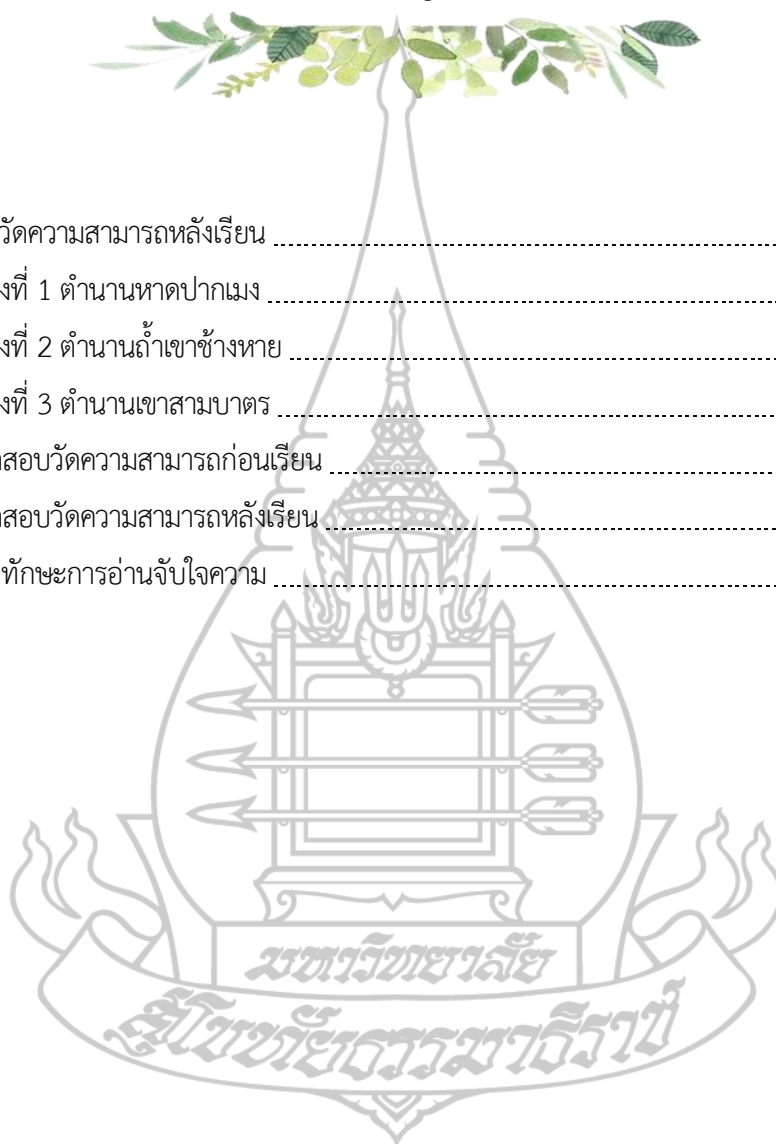 วัดความสามารถหลังเรียน
งที่ 1 ตำนานหาดปากเมง
งที่ 2 ตำนานถ้ำเขาช้างหาย
งที่ 3 ตำนานเขาสามบาตร
สอบวัดความสามารถก่อนเรียน
สอบวัดความสามารถหลังเรียน
ทักษะการอ่านจับใจความ
มหาวิทยาลัย
สุโขทัยธรรมาธิราช